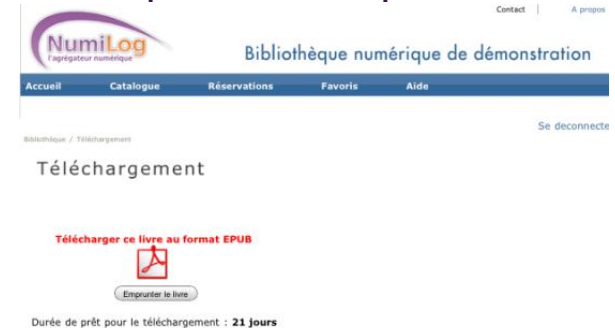 Contact | A propos
NumiLog
l'agrégateur numérique
Bibliothèque numérique de démonstration
Accueil Catalogue Réservations Favoris Aide
Se deconnecte
Bibliothèque / Téléchargement
Téléchargement
Télécharger ce livre au format EPUB
Emprunter le livre
Durée de prêt pour le téléchargement : 21 jours